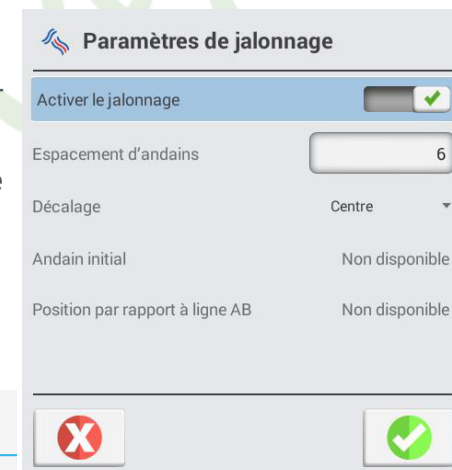 Paramètres de jalonnage
Activer le jalonnage
Espacement d'andains 6
Décalage Centre
Andain initial Non disponible
Position par rapport à ligne AB Non disponible